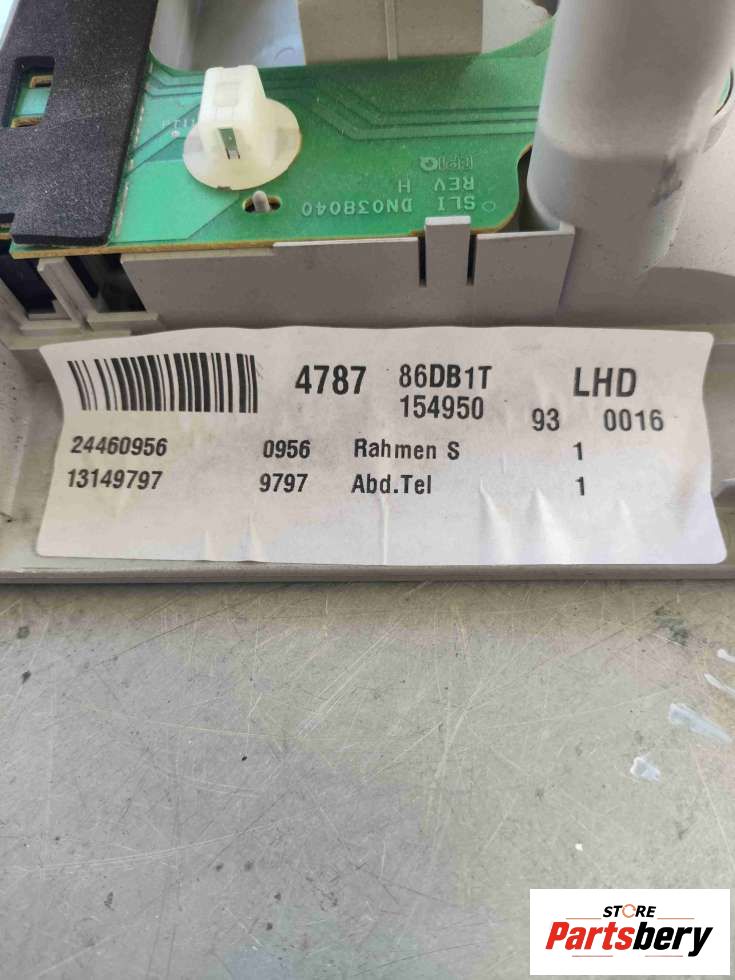 REV H
SLI DN038040
4787 86DB1T LHD
154950 93 0016
24460956 0956 Rahmen S 1
13149797 9797 Abd.Tel 1
STORE
Partsbery